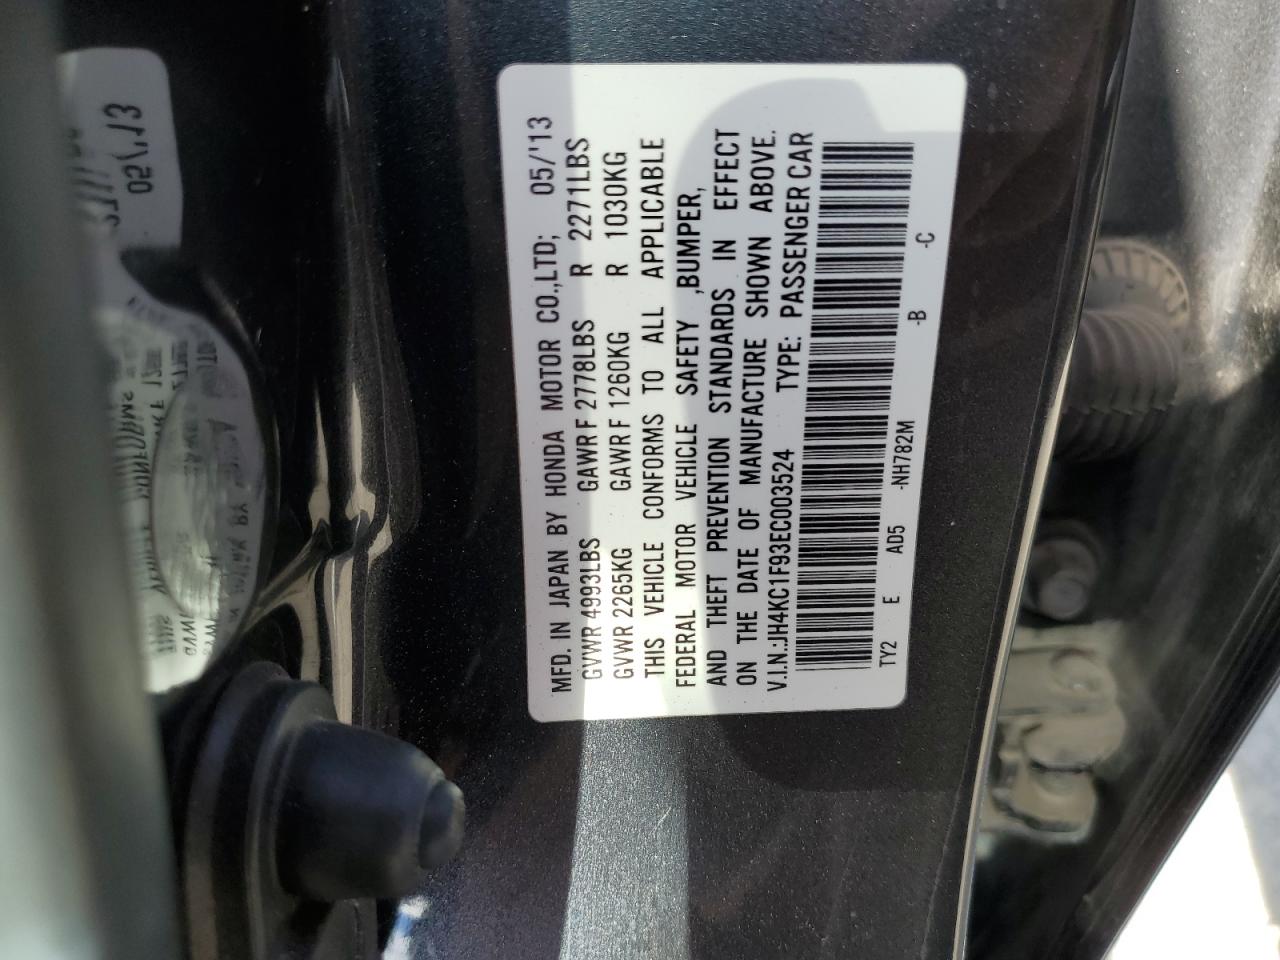 MFD. IN JAPAN BY HONDA MOTOR CO.,LTD; 05/'13
GVWR 4993LBS GAWR F 2778LBS R 2271LBS
GVWR 2265KG GAWR F 1260KG R 1030KG
THIS VEHICLE CONFORMS TO ALL APPLICABLE
FEDERAL MOTOR VEHICLE SAFETY ,BUMPER,
AND THEFT PREVENTION STANDARDS IN EFFECT
ON THE DATE OF MANUFACTURE SHOWN ABOVE.
V.I.N.:JH4KC1F93EC003524 TYPE: PASSENGER CAR
TY2 E AD5 -NH782M -B -C